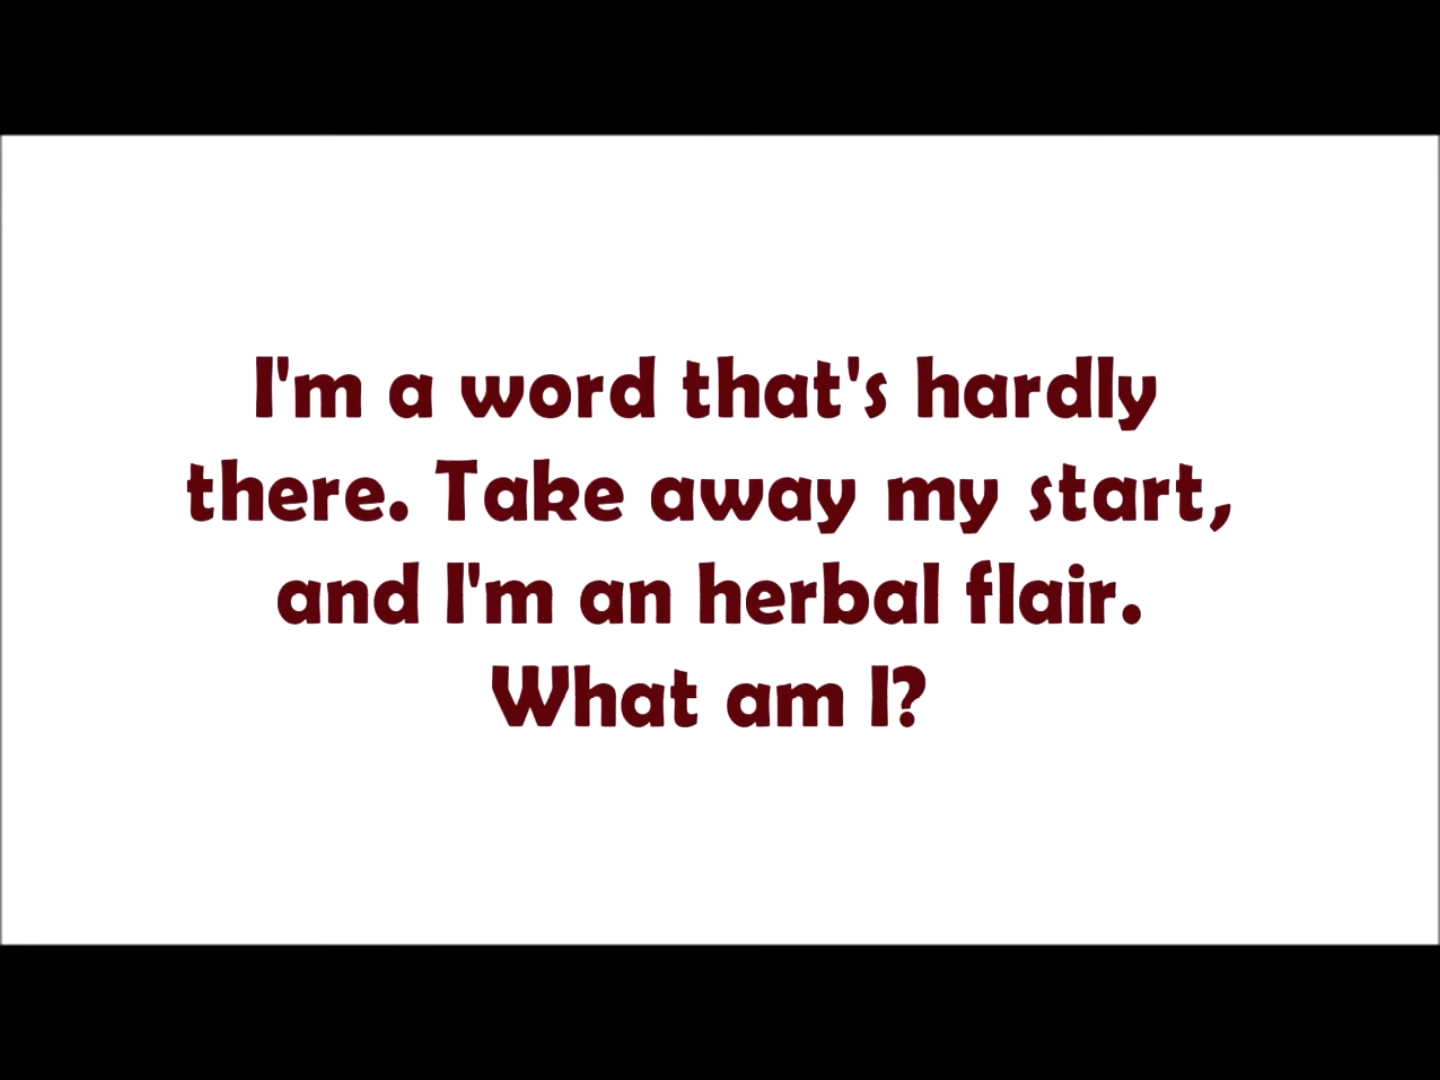 I'm a word that's hardly
there. Take away my start,
and I'm an herbal flair.
What am I?